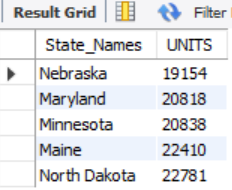 Result Grid Filter
State_Names UNITS
Nebraska 19154
Maryland 20818
Minnesota 20838
Maine 22410
North Dakota 22781